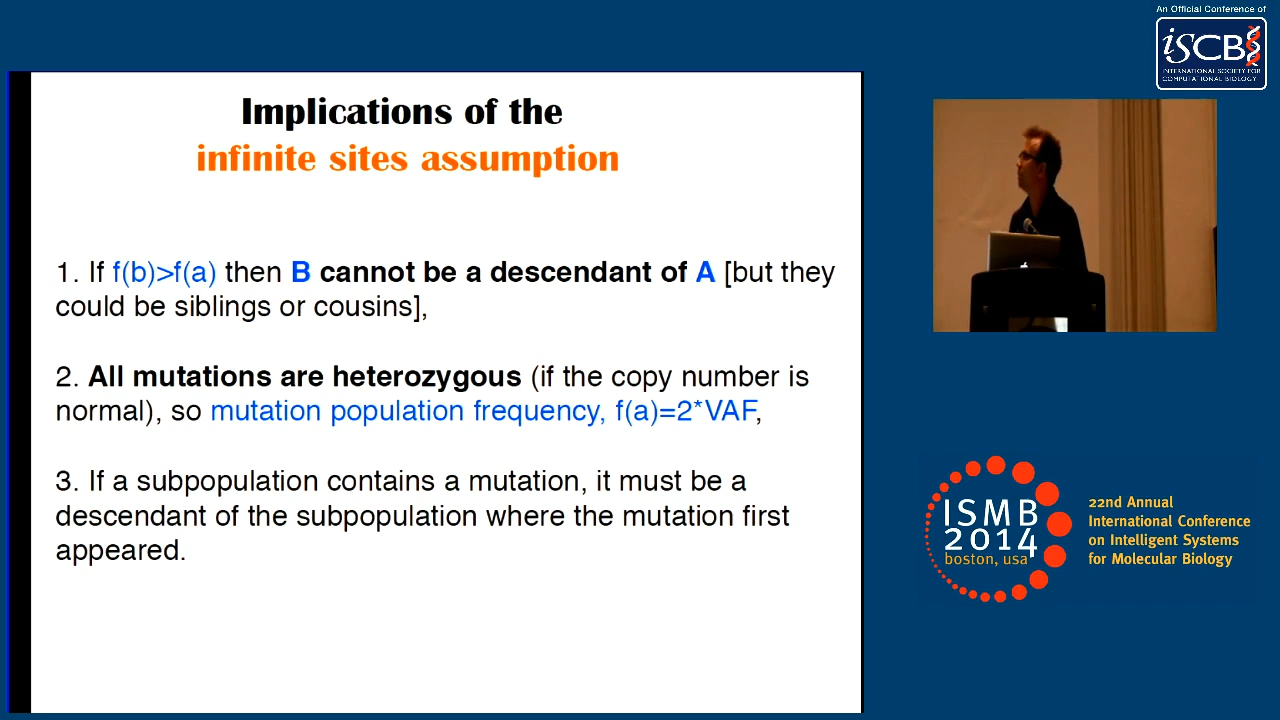 An Official Conference of
iSCB
INTERNATIONAL SOCIETY FOR
COMPUTATIONAL BIOLOGY
Implications of the
infinite sites assumption
1. If f(b)>f(a) then B cannot be a descendant of A [but they
could be siblings or cousins],
2. All mutations are heterozygous (if the copy number is
normal), so mutation population frequency, f(a)=2*VAF,
3. If a subpopulation contains a mutation, it must be a
descendant of the subpopulation where the mutation first
appeared.
ISMB
2014
boston, usa
22nd Annual
International Conference
on Intelligent Systems
for Molecular Biology